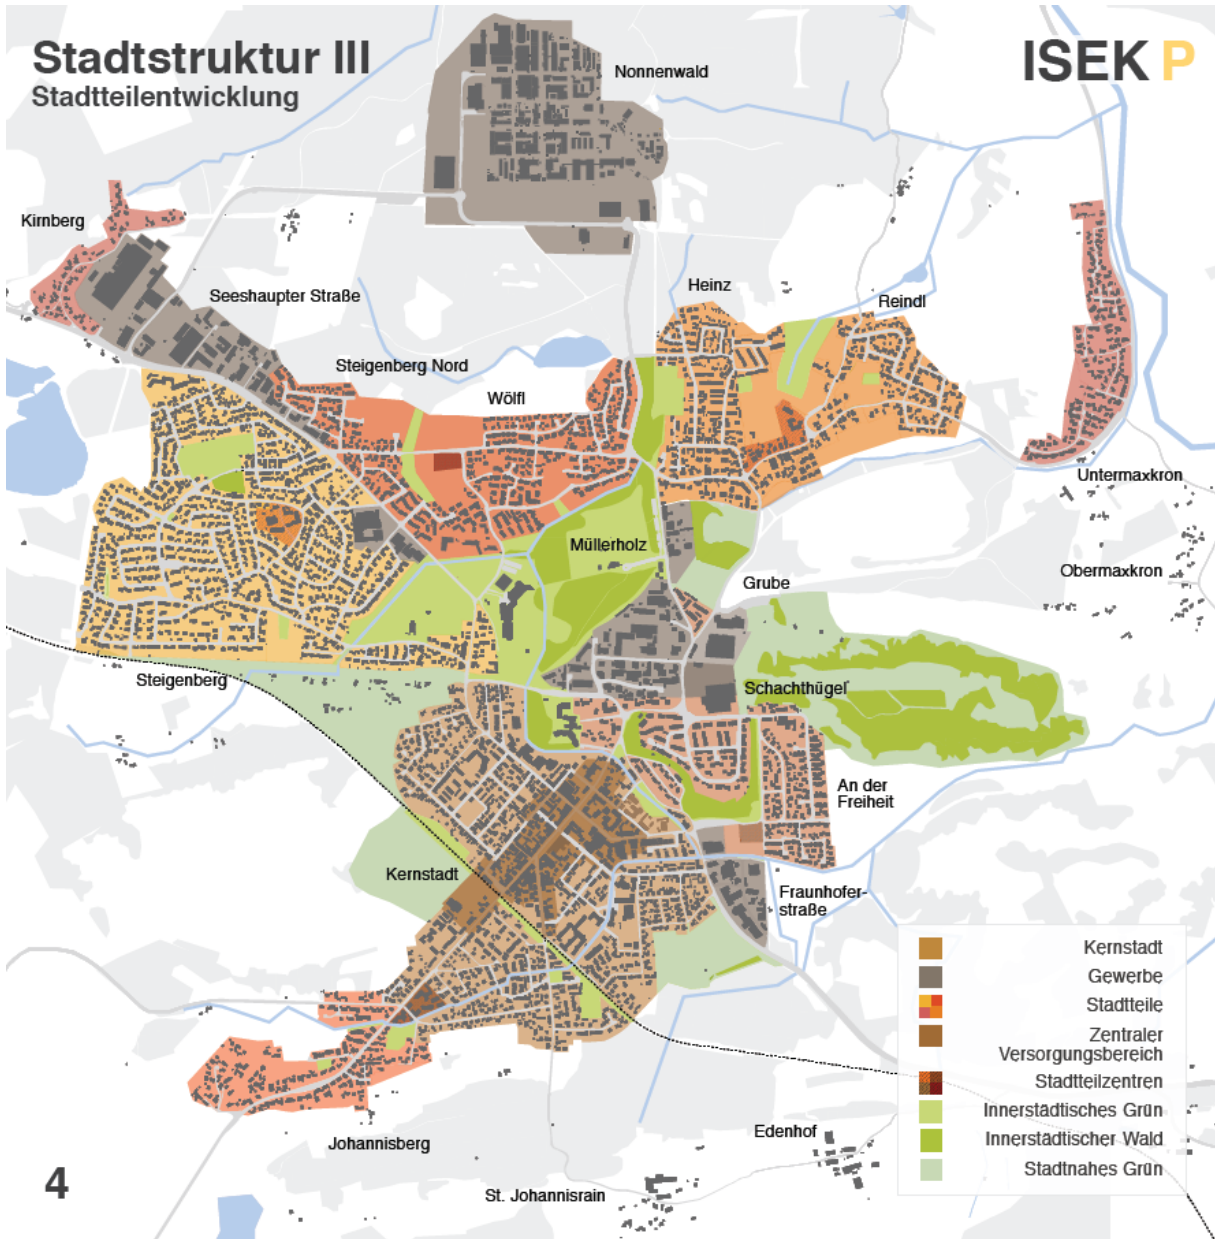 Stadtstruktur III
ISEK P
Stadtteilentwicklung
Nonnenwald
Kirnberg
Seeshaupter Straße
Heinz
Reindl
Steigenberg Nord
Wölfl
Untermaxkron
Müllerholz
Obermaxkron
Grube
Steigenberg
Schachthügel
An der
Freiheit
Kernstadt
Fraunhofer-
straße
Kernstadt
Gewerbe
Stadtteile
Zentraler
Versorgungsbereich
Stadtteilzentren
Innerstädtisches Grün
Innerstädtischer Wald
Stadtnahes Grün
Johannisberg
Edenhof
St. Johannisrain
4